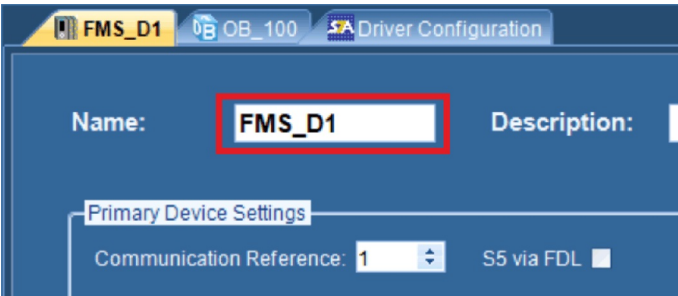 FMS_D1 OB_100 Driver Configuration
Name: FMS_D1 Description:
Primary Device Settings
Communication Reference: 1 S5 via FDL